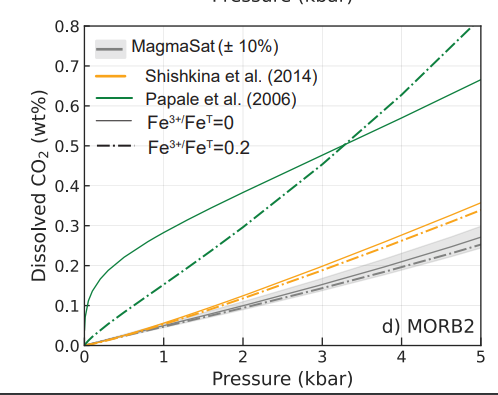 Pressure (kbar)
0.8
0.7
0.6
0.5
0.4
0.3
0.2
0.1
0.0
Dissolved CO₂ (wt%)
MagmaSat (± 10%)
Shishkina et al. (2014)
Papale et al. (2006)
Fe³⁺/Feᵀ=0
Fe³⁺/Feᵀ=0.2
d) MORB2
0 1 2 3 4 5
Pressure (kbar)